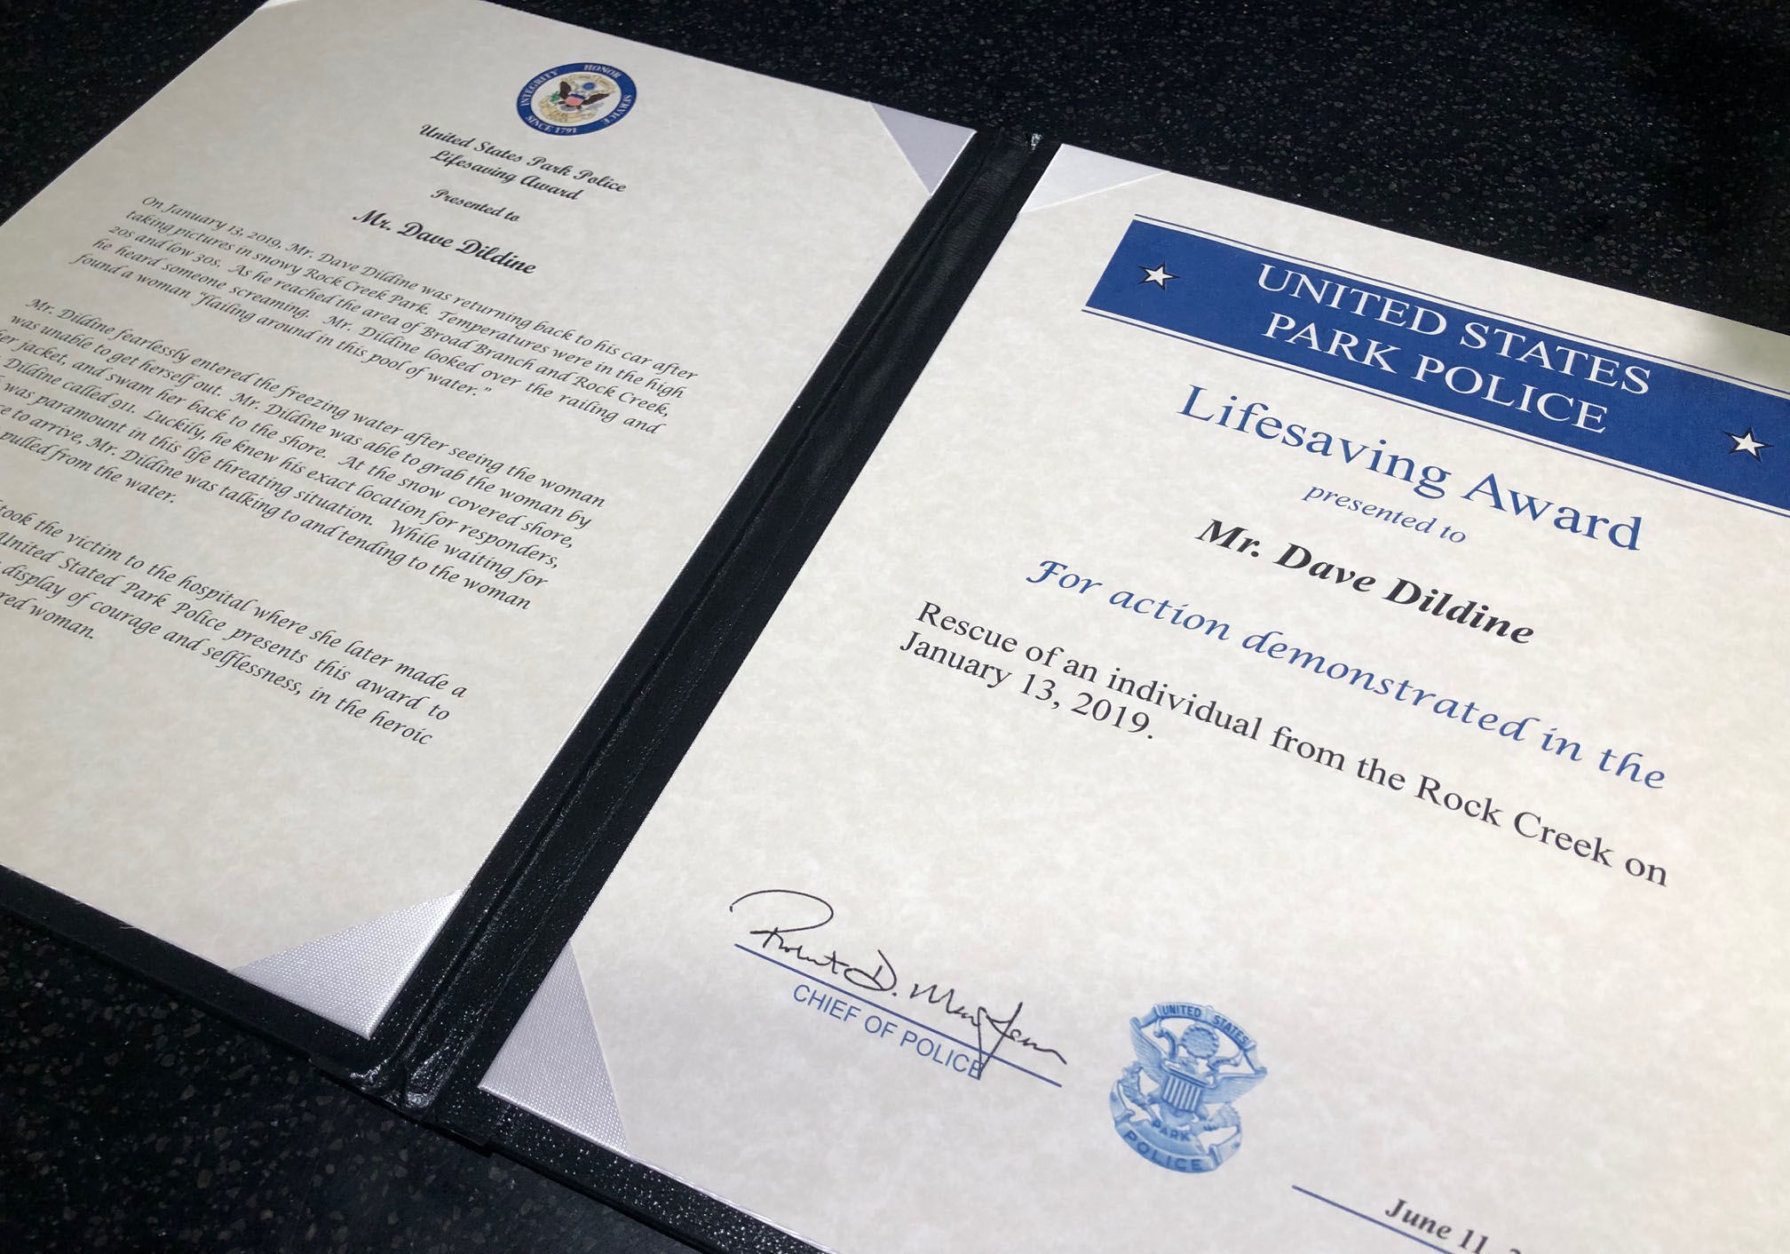 HONOR
INTEGRITY
SERVICE
SINCE 1791
United States Park Police
Lifesaving Award
Presented to
Mr. Dave Dildine
On January 13, 2019, Mr. Dave Dildine was returning back to his car after
taking pictures in snowy Rock Creek Park. Temperatures were in the high
20s and low 30s. As he reached the area of Broad Branch and Rock Creek,
he heard someone screaming. Mr. Dildine looked over the railing and
found a woman "flailing around in this pool of water."
Mr. Dildine fearlessly entered the freezing water after seeing the woman
was unable to get herself out. Mr. Dildine was able to grab the woman by
jacket, and swam her back to the shore. At the snow covered shore,
Dildine called 911. Luckily, he knew his exact location for responders,
was paramount in this life threating situation. While waiting for
to arrive, Mr. Dildine was talking to and tending to the woman
pulled from the water.
took the victim to the hospital where she later made a
United Stated Park Police presents this award to
display of courage and selflessness, in the heroic
woman.
UNITED STATES
PARK POLICE
Lifesaving Award
presented to
Mr. Dave Dildine
For action demonstrated in the
Rescue of an individual from the Rock Creek on
January 13, 2019.
CHIEF OF POLICE
UNITED STATES
PARK
POLICE
June 11,